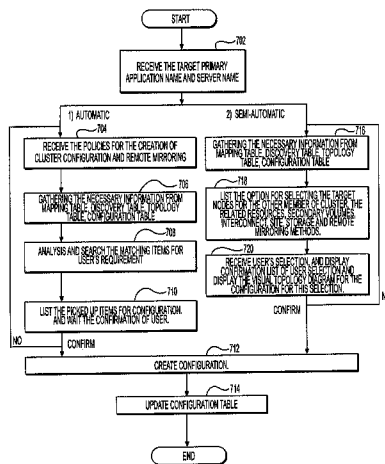 START
702
RECEIVE THE TARGET PRIMARY
APPLICATION NAME AND SERVER NAME
1) AUTOMATIC
704
RECEIVE THE POLICIES FOR THE CREATION OF
CLUSTER CONFIGURATION AND REMOTE MIRRORING
706
GATHERING THE NECESSARY INFORMATION FROM
MAPPING TABLE, DISCOVERY TABLE, TOPOLOGY
TABLE, CONFIGURATION TABLE
708
ANALYSIS AND SEARCH THE MATCHING ITEMS FOR
USER'S REQUIREMENT
710
LIST THE PICKED UP ITEMS FOR CONFIGURATION.
AND WAIT THE CONFIRMATION OF USER.
NO
CONFIRM
2) SEMI-AUTOMATIC
716
GATHERING THE NECESSARY INFORMATION FROM
MAPPING TABLE, DISCOVERY TABLE, TOPOLOGY
TABLE, CONFIGURATION TABLE
718
LIST THE OPTION FOR SELECTING THE TARGET
NODES FOR THE OTHER MEMBER OF CLUSTER, THE
RELATED RESOURCES, SECONDARY VOLUMES,
INTERCONNECT, SITE, STORAGE AND REMOTE
MIRRORING METHODS.
720
RECEIVE USER'S SELECTION, AND DISPLAY
CONFIRMATION LIST OF USER SELECTION AND
DISPLAY THE VISUAL TOPOLOGY DIAGRAM FOR THE
CONFIGURATION FOR THIS SELECTION.
CONFIRM
NO
712
CREATE CONFIGURATION.
714
UPDATE CONFIGURATION TABLE
END